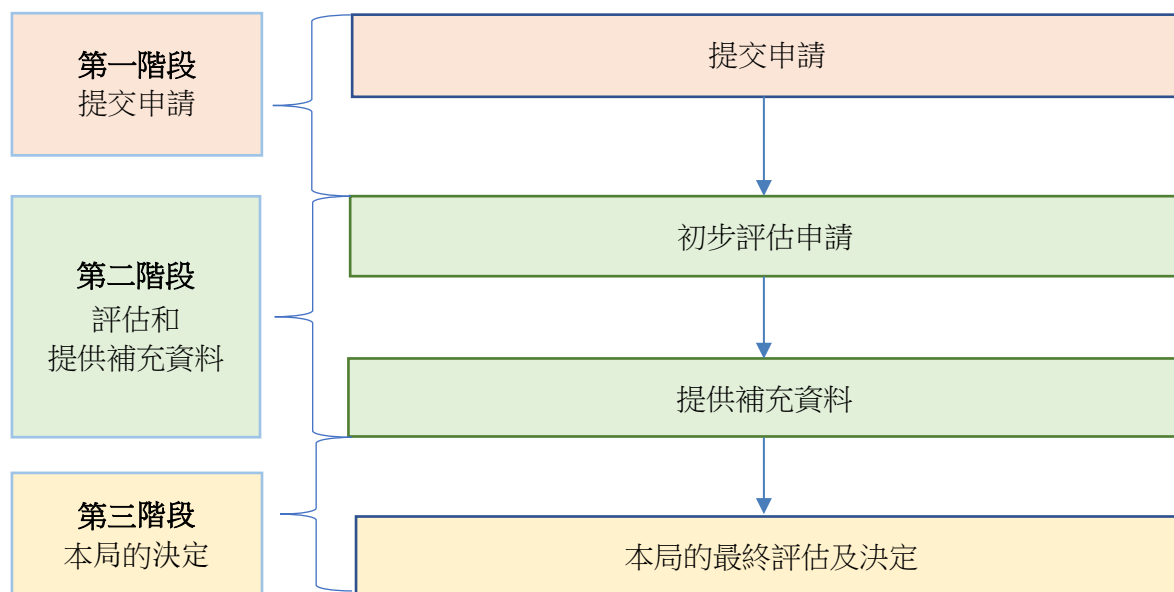 第一階段
提交申請
提交申請
第二階段
評估和
提供補充資料
初步評估申請
提供補充資料
第三階段
本局的決定
本局的最終評估及決定